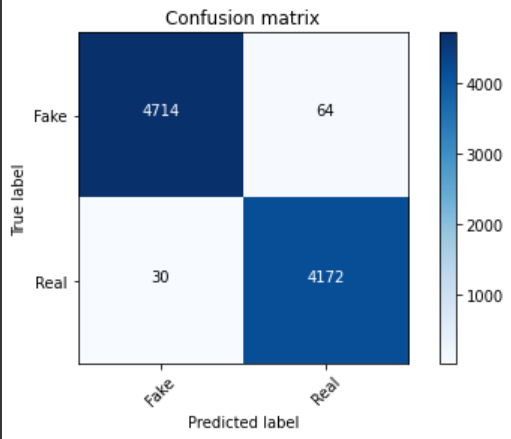 Confusion matrix
Fake
4714
64
Real
30
4172
True label
Fake
Real
Predicted label
4000
3000
2000
1000